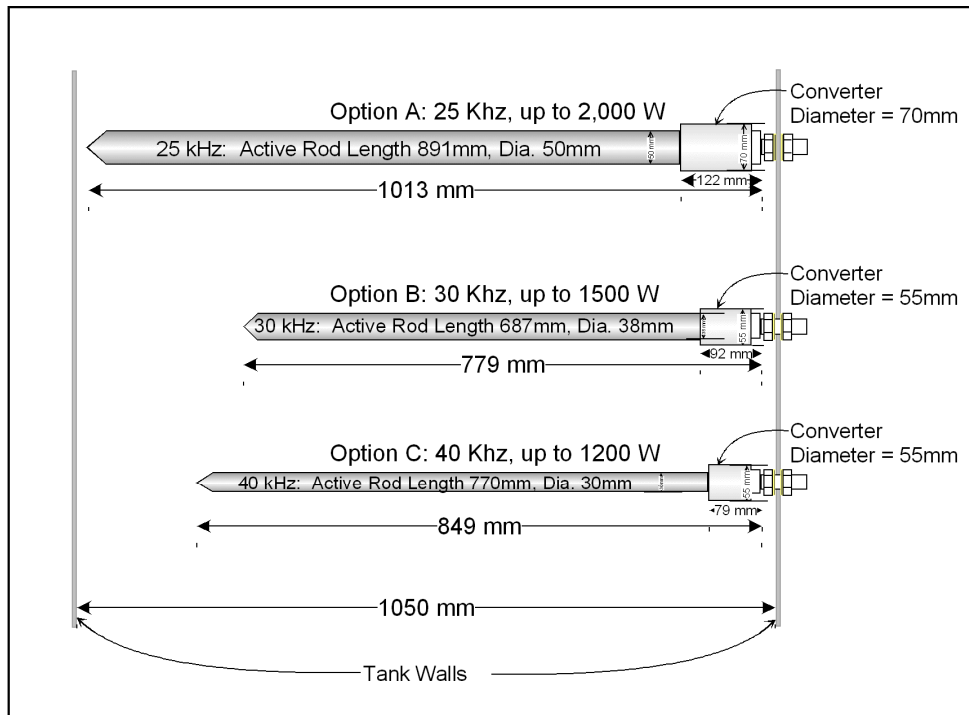 Option A: 25 Khz, up to 2,000 W
Converter
Diameter = 70mm
25 kHz: Active Rod Length 891mm, Dia. 50mm
50 mm
70 mm
122 mm
1013 mm
Option B: 30 Khz, up to 1500 W
Converter
Diameter = 55mm
30 kHz: Active Rod Length 687mm, Dia. 38mm
55 mm
92 mm
779 mm
Option C: 40 Khz, up to 1200 W
Converter
Diameter = 55mm
40 kHz: Active Rod Length 770mm, Dia. 30mm
55 mm
79 mm
849 mm
1050 mm
Tank Walls